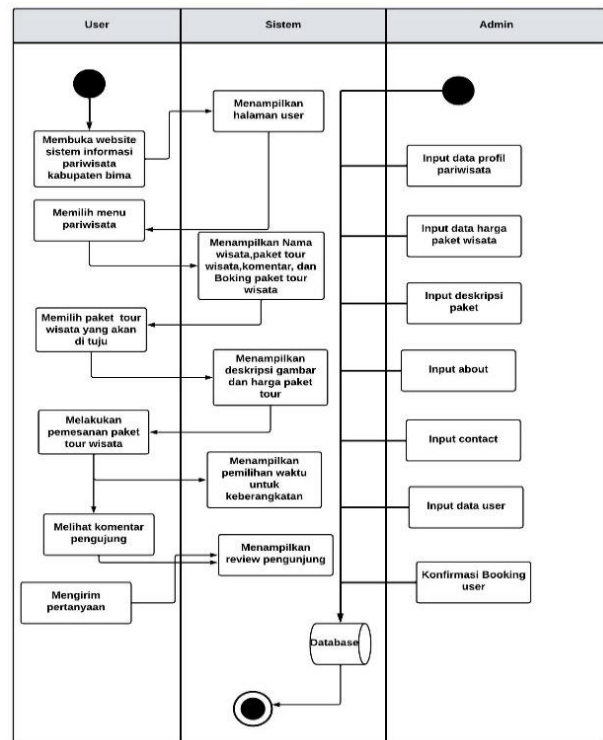 User
Sistem
Admin
Membuka website
sistem informasi
pariwisata
kabupaten bima
Menampilkan
halaman user
Input data profil
pariwisata
Memilih menu
pariwisata
Menampilkan Nama
wisata,paket tour
wisata,komentar, dan
Boking paket tour
wisata
Input data harga
paket wisata
Memilih paket tour
wisata yang akan
di tuju
Input deskripsi
paket
Menampilkan
deskripsi gambar
dan harga paket
tour
Input about
Melakukan
pemesanan paket
tour wisata
Input contact
Menampilkan
pemilihan waktu
untuk
keberangkatan
Input data user
Melihat komentar
pengujung
Menampilkan
review pengunjung
Mengirim
pertanyaan
Konfirmasi Booking
user
Database